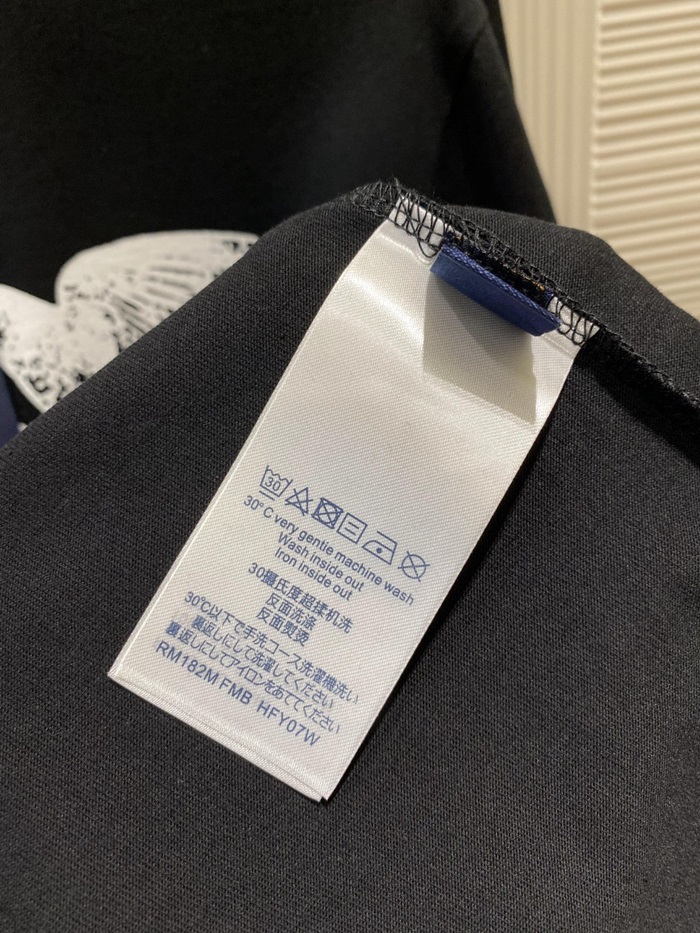 30
30°C very gentie machine wash
Wash inside out
Iron inside out
30摄氏度超揉机洗
反面洗涤
反面熨烫
30℃以下で手洗コース洗濯機洗い
裏返しにして洗濯してください
裏返しにしてアイロンをあててください
RM182M FMB HFY07W